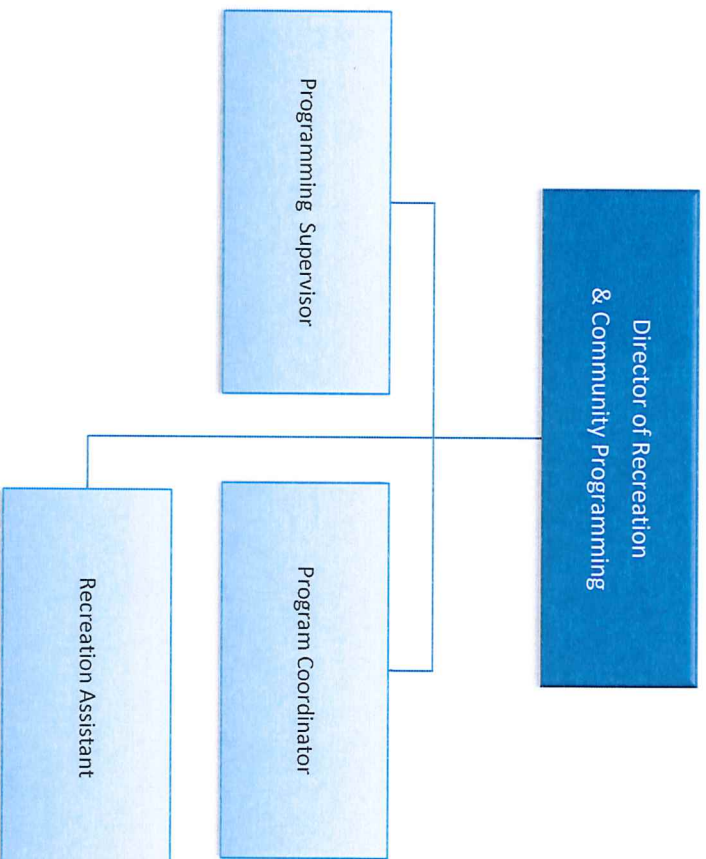 Director of Recreation
& Community Programming
Programming Supervisor
Program Coordinator
Recreation Assistant